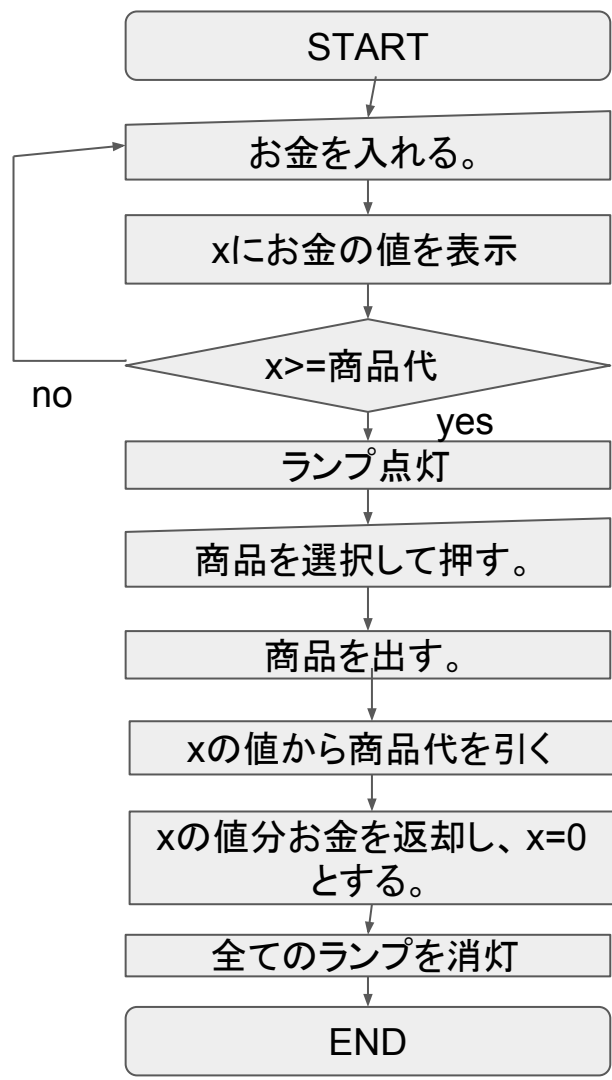 START
お金を入れる。
xにお金の値を表示
x>=商品代
no
yes
ランプ点灯
商品を選択して押す。
商品を出す。
xの値から商品代を引く
xの値分お金を返却し、x=0
とする。
全てのランプを消灯
END